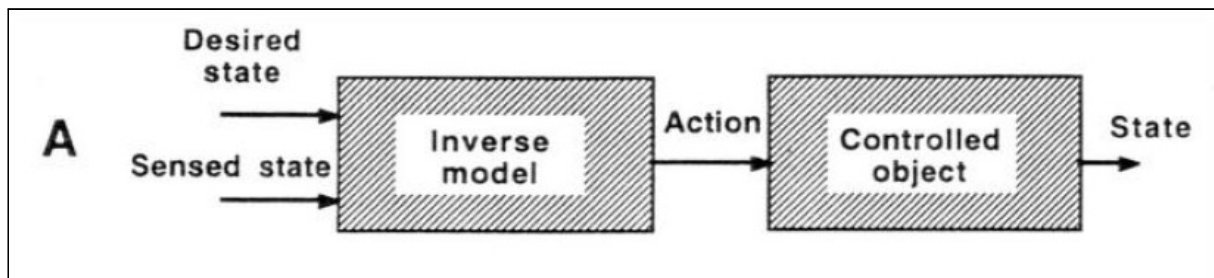 Desired
state
A
Sensed state
Inverse
model
Action
Controlled
object
State